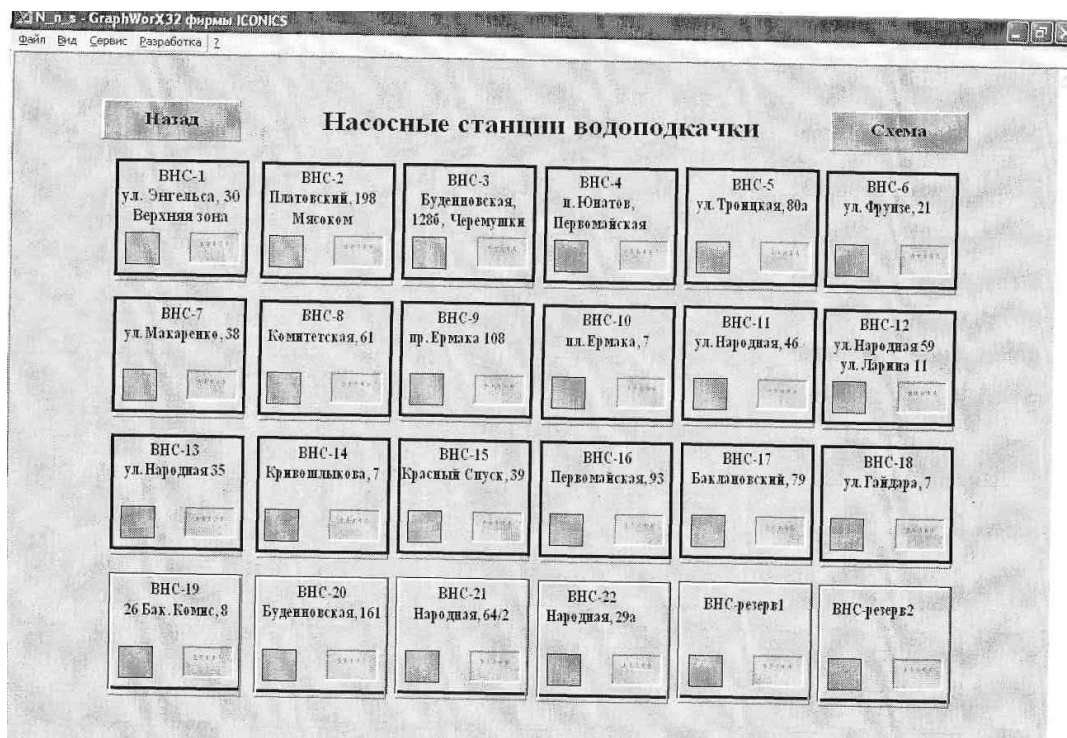 N_n_s - GraphWorX32 фирмы ICONICS
Файл Вид Сервис Разработка ?
Назад
Насосные станции водоподкачки
Схема
ВНС-1
ул. Энгельса, 30
Верхняя зона
ВНС-2
Платовский, 198
Мясоком
ВНС-3
Буденновская,
128б, Черемушки
ВНС-4
п. Юнатов,
Первомайская
ВНС-5
ул. Троицкая, 80а
ВНС-6
ул. Фрунзе, 21
ВНС-7
ул. Макаренко, 38
ВНС-8
Комитетская, 61
ВНС-9
пр. Ермака 108
ВНС-10
пл. Ермака, 7
ВНС-11
ул. Народная, 46
ВНС-12
ул. Народная 59
ул. Ларина 11
ВНС-13
ул. Народная 35
ВНС-14
Кривошлыкова, 7
ВНС-15
Красный Спуск, 39
ВНС-16
Первомайская, 93
ВНС-17
Баклановский, 79
ВНС-18
ул. Гайдара, 7
ВНС-19
26 Бак. Комис, 8
ВНС-20
Буденновская, 161
ВНС-21
Народная, 64/2
ВНС-22
Народная, 29а
ВНС-резерв1
ВНС-резерв2